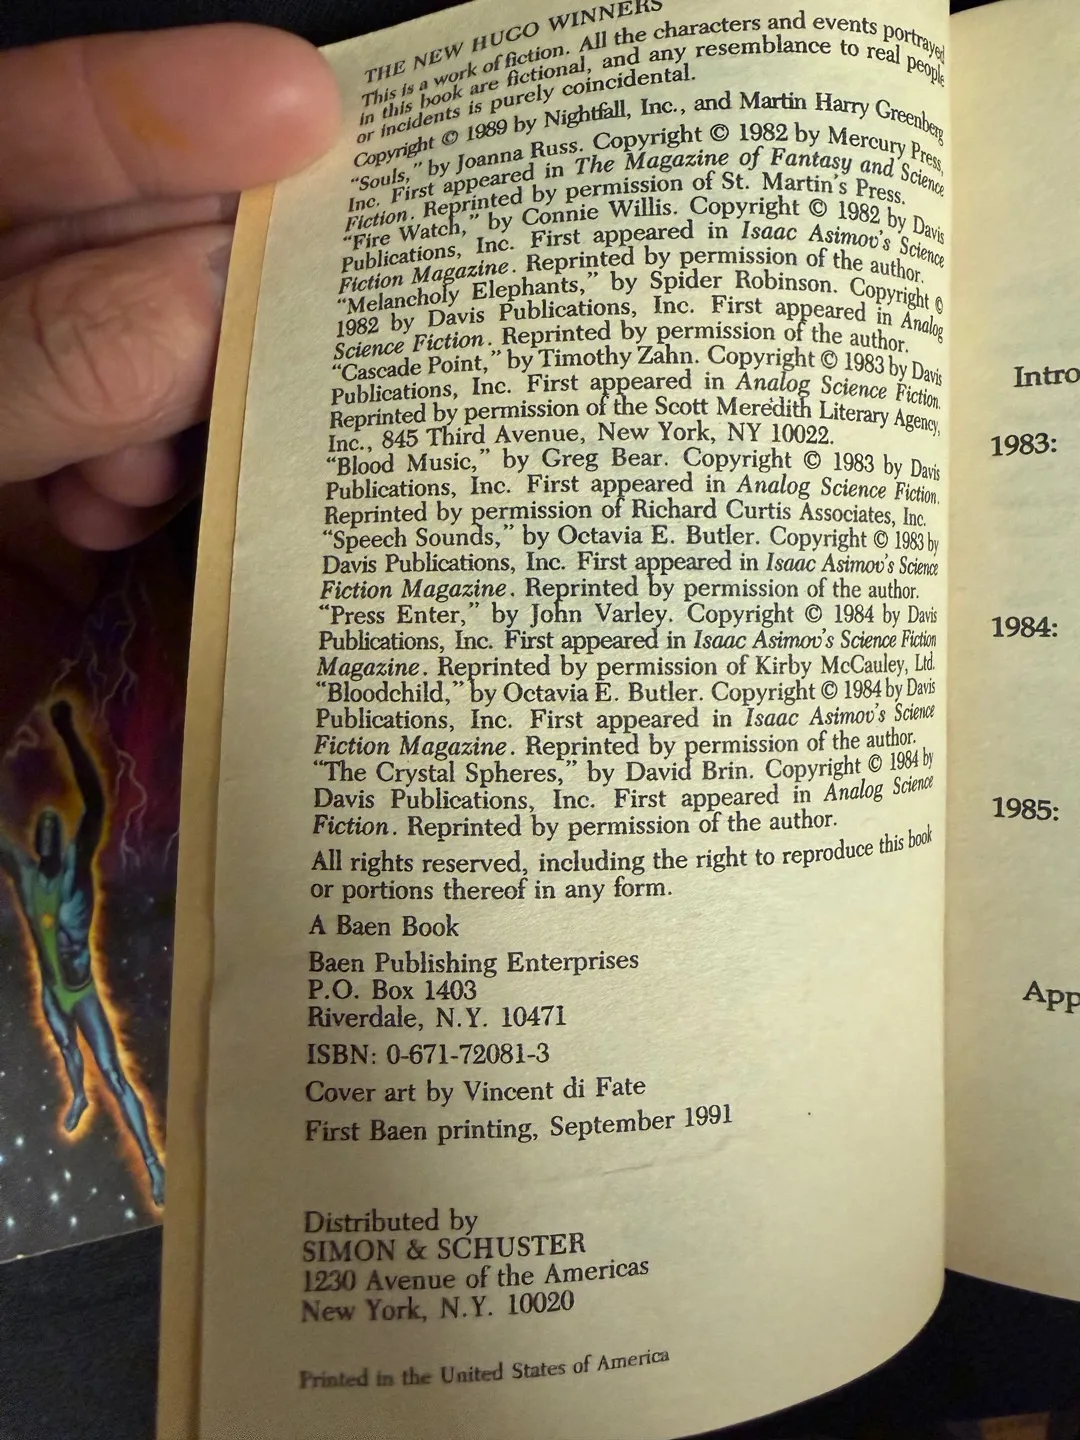 THE NEW HUGO WINNERS
This is a work of fiction. All the characters and events portrayed
in this book are fictional, and any resemblance to real people
or incidents is purely coincidental.
Copyright © 1989 by Nightfall, Inc., and Martin Harry Greenberg
“Souls,” by Joanna Russ. Copyright © 1982 by Mercury Press,
Inc. First appeared in The Magazine of Fantasy and Science
Fiction. Reprinted by permission of St. Martin's Press.
“Fire Watch,” by Connie Willis. Copyright © 1982 by Davis
Publications, Inc. First appeared in Isaac Asimov's Science
Fiction Magazine. Reprinted by permission of the author.
“Melancholy Elephants,” by Spider Robinson. Copyright ©
1982 by Davis Publications, Inc. First appeared in Analog
Science Fiction. Reprinted by permission of the author.
“Cascade Point,” by Timothy Zahn. Copyright © 1983 by Davis
Publications, Inc. First appeared in Analog Science Fiction.
Reprinted by permission of the Scott Meredith Literary Agency,
Inc., 845 Third Avenue, New York, NY 10022.
“Blood Music,” by Greg Bear. Copyright © 1983 by Davis
Publications, Inc. First appeared in Analog Science Fiction.
Reprinted by permission of Richard Curtis Associates, Inc.
“Speech Sounds,” by Octavia E. Butler. Copyright © 1983 by
Davis Publications, Inc. First appeared in Isaac Asimov's Science
Fiction Magazine. Reprinted by permission of the author.
“Press Enter,” by John Varley. Copyright © 1984 by Davis
Publications, Inc. First appeared in Isaac Asimov's Science Fiction
Magazine. Reprinted by permission of Kirby McCauley, Ltd.
“Bloodchild,” by Octavia E. Butler. Copyright © 1984 by Davis
Publications, Inc. First appeared in Isaac Asimov's Science
Fiction Magazine. Reprinted by permission of the author.
“The Crystal Spheres,” by David Brin. Copyright © 1984 by
Davis Publications, Inc. First appeared in Analog Science
Fiction. Reprinted by permission of the author.
All rights reserved, including the right to reproduce this book
or portions thereof in any form.
A Baen Book
Baen Publishing Enterprises
P.O. Box 1403
Riverdale, N.Y. 10471
ISBN: 0-671-72081-3
Cover art by Vincent di Fate
First Baen printing, September 1991
Distributed by
SIMON & SCHUSTER
1230 Avenue of the Americas
New York, N.Y. 10020
Printed in the United States of America
Intro
1983:
1984:
1985:
App